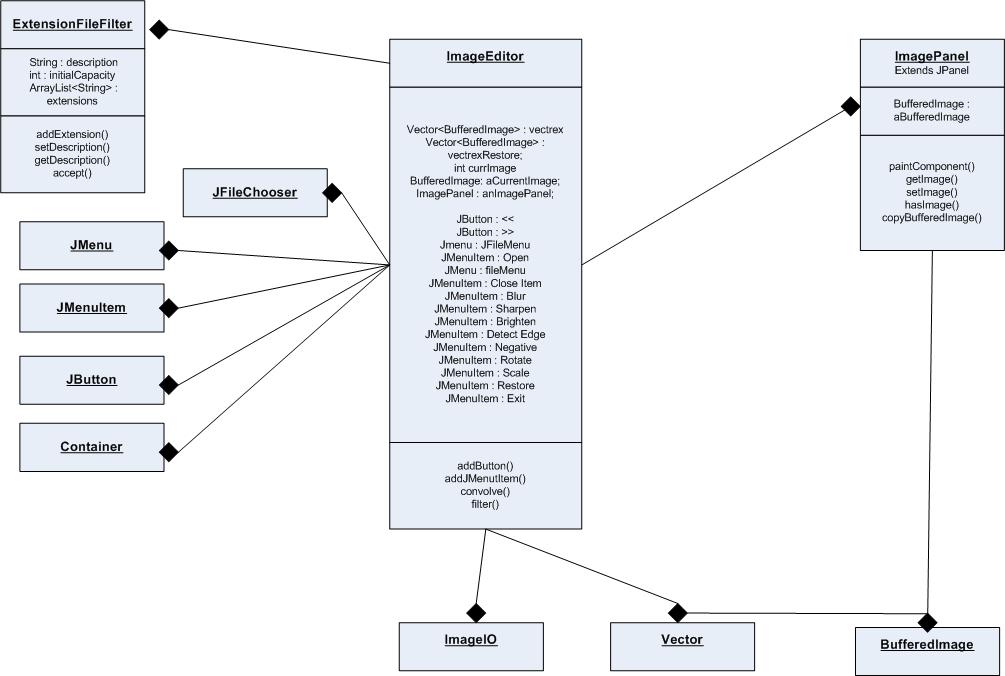 ExtensionFileFilter
String : description
int : initialCapacity
ArrayList<String> :
extensions
addExtension()
setDescription()
getDescription()
accept()
JFileChooser
JMenu
JMenuItem
JButton
Container
ImageEditor
Vector<BufferedImage> : vectrex
Vector<BufferedImage> :
vectrexRestore;
int currImage
BufferedImage: aCurrentImage;
ImagePanel : anImagePanel;
JButton : <<
JButton : >>
Jmenu : JFileMenu
JMenuItem : Open
JMenu : fileMenu
JMenuItem : Close Item
JMenuItem : Blur
JMenuItem : Sharpen
JMenuItem : Brighten
JMenuItem : Detect Edge
JMenuItem : Negative
JMenuItem : Rotate
JMenuItem : Scale
JMenuItem : Restore
JMenuItem : Exit
addButton()
addJMenutItem()
convolve()
filter()
ImagePanel
Extends JPanel
BufferedImage :
aBufferedImage
paintComponent()
getImage()
setImage()
hasImage()
copyBufferedImage()
ImageIO
Vector
BufferedImage